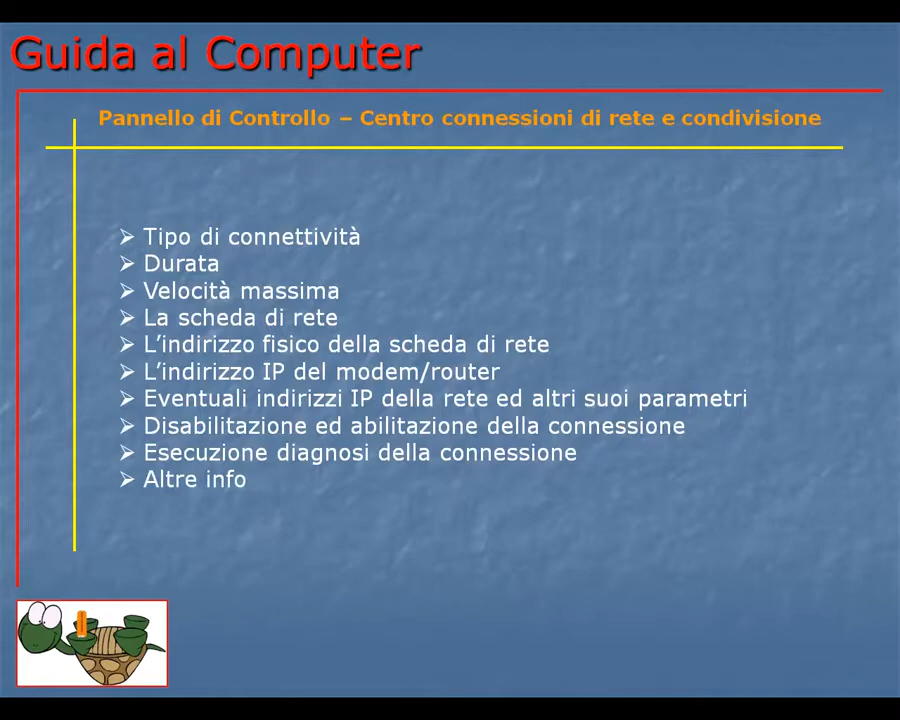 Guida al Computer
Pannello di Controllo – Centro connessioni di rete e condivisione
➢ Tipo di connettività
➢ Durata
➢ Velocità massima
➢ La scheda di rete
➢ L’indirizzo fisico della scheda di rete
➢ L’indirizzo IP del modem/router
➢ Eventuali indirizzi IP della rete ed altri suoi parametri
➢ Disabilitazione ed abilitazione della connessione
➢ Esecuzione diagnosi della connessione
➢ Altre info